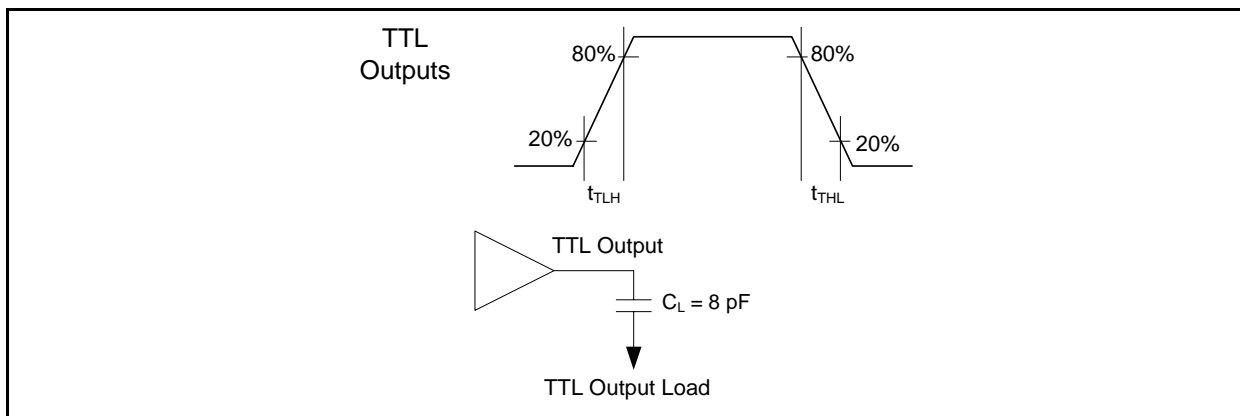 TTL
Outputs
80%
80%
20%
20%
tTLH
tTHL
TTL Output
CL = 8 pF
TTL Output Load